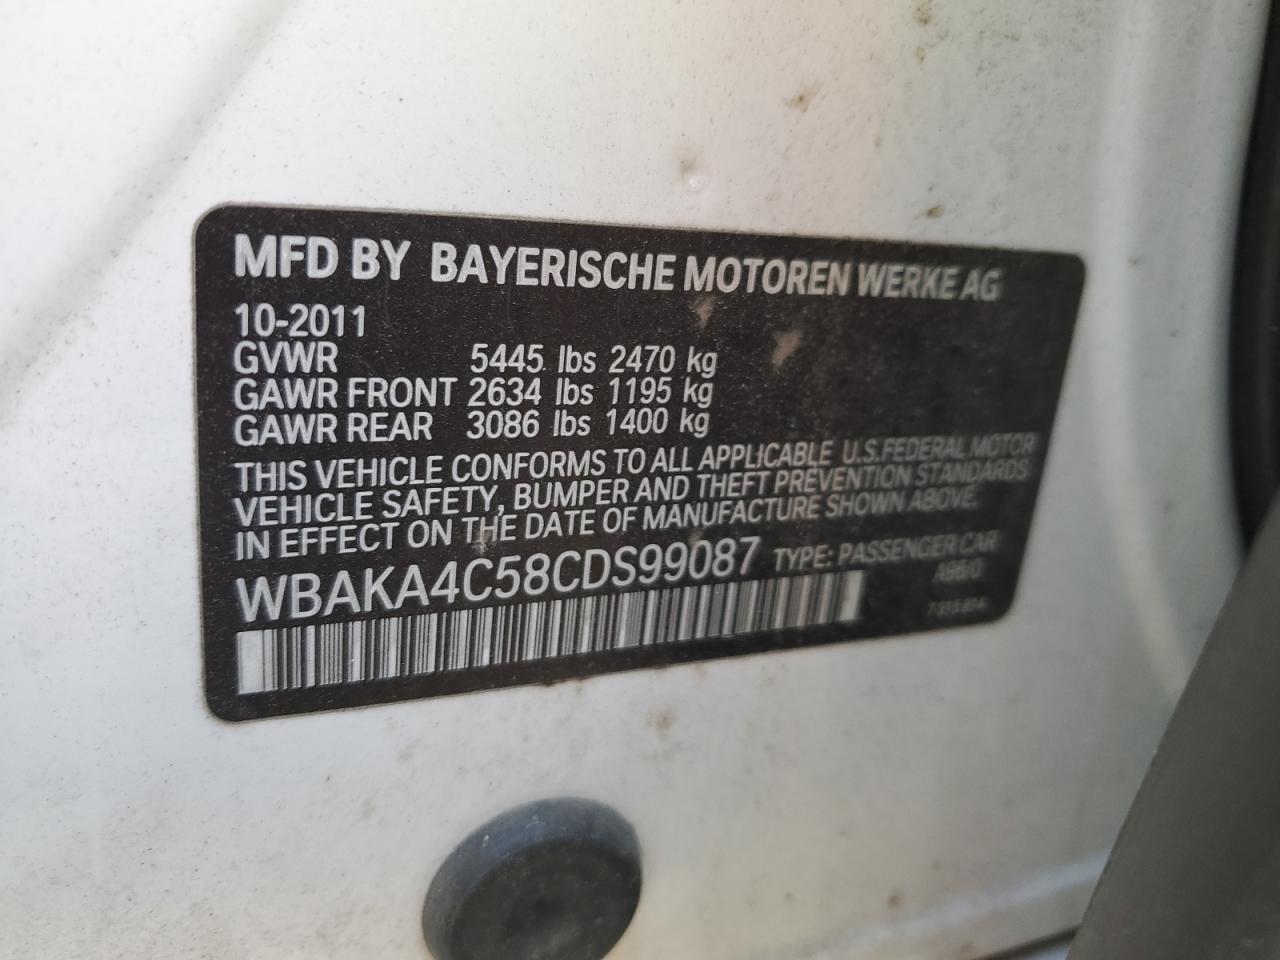 MFD BY BAYERISCHE MOTOREN WERKE AG
10-2011
GVWR 5445 lbs 2470 kg
GAWR FRONT 2634 lbs 1195 kg
GAWR REAR 3086 lbs 1400 kg
THIS VEHICLE CONFORMS TO ALL APPLICABLE U.S. FEDERAL MOTOR
VEHICLE SAFETY, BUMPER AND THEFT PREVENTION STANDARDS
IN EFFECT ON THE DATE OF MANUFACTURE SHOWN ABOVE.
WBAKA4C58CDS99087 TYPE: PASSENGER CAR